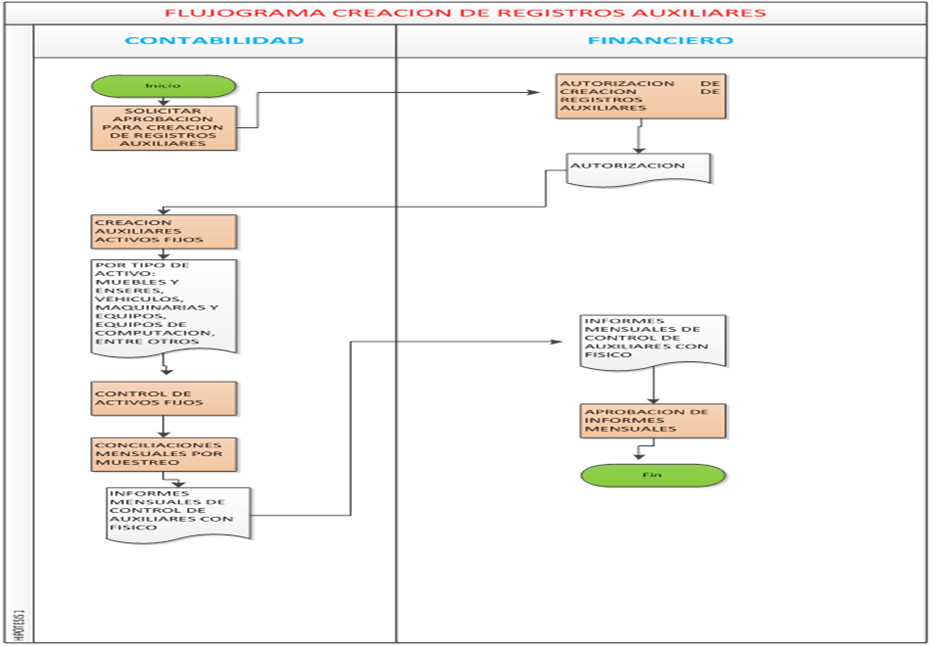 FLUJOGRAMA CREACION DE REGISTROS AUXILIARES
CONTABILIDAD
FINANCIERO
Inicio
SOLICITAR
APROBACION
PARA CREACION
DE REGISTROS
AUXILIARES
AUTORIZACION DE
CREACION DE
REGISTROS
AUXILIARES
AUTORIZACION
CREACION
AUXILIARES
ACTIVOS FIJOS
POR TIPO DE
ACTIVO:
MUEBLES Y
ENSERES,
VEHICULOS,
MAQUINARIAS Y
EQUIPOS,
EQUIPOS DE
COMPUTACION,
ENTRE OTROS
CONTROL DE
ACTIVOS FIJOS
CONCILIACIONES
MENSUALES POR
MUESTREO
INFORMES
MENSUALES DE
CONTROL DE
AUXILIARES CON
FISICO
INFORMES
MENSUALES DE
CONTROL DE
AUXILIARES CON
FISICO
APROBACION DE
INFORMES
MENSUALES
Fin
HIPOTESIS 1